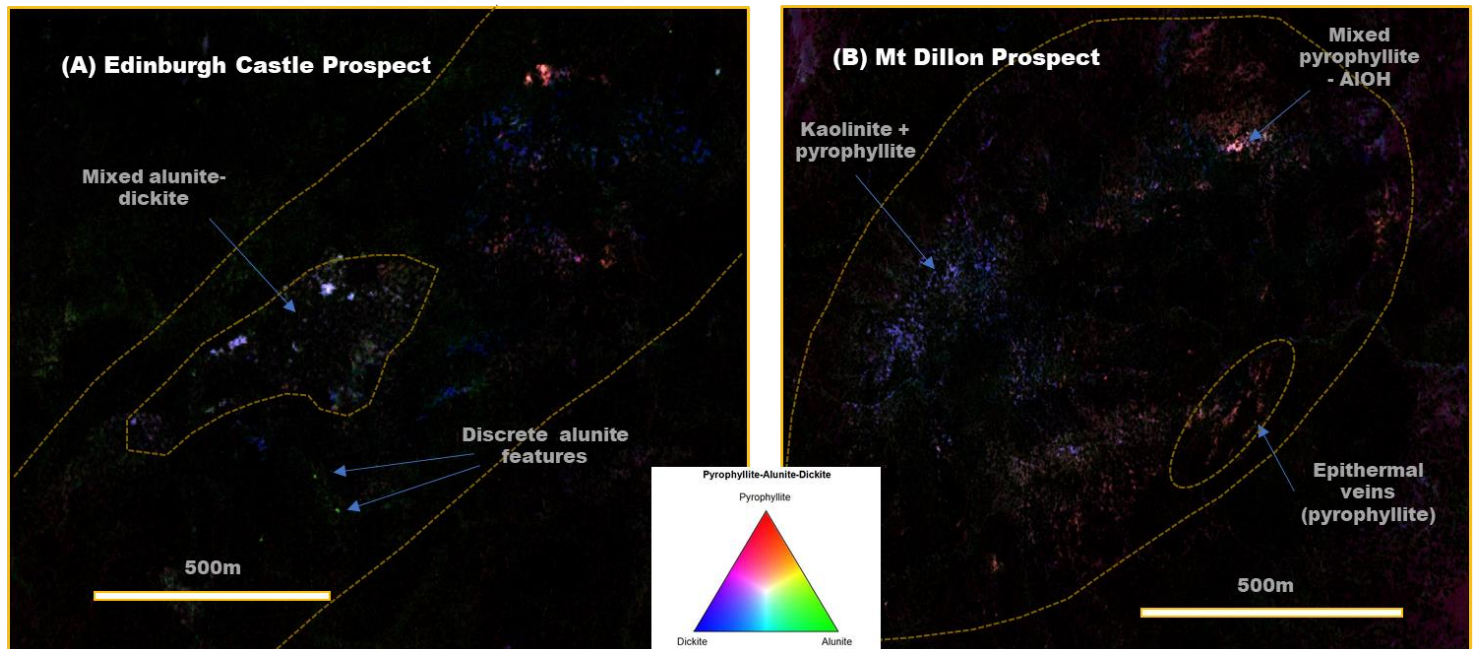 (A) Edinburgh Castle Prospect
Mixed alunite-
dickite
Discrete alunite
features
500m
(B) Mt Dillon Prospect
Mixed
pyrophyllite
- AlOH
Kaolinite +
pyrophyllite
Epithermal
veins
(pyrophyllite)
500m
Pyrophyllite-Alunite-Dickite
Pyrophyllite
Dickite
Alunite